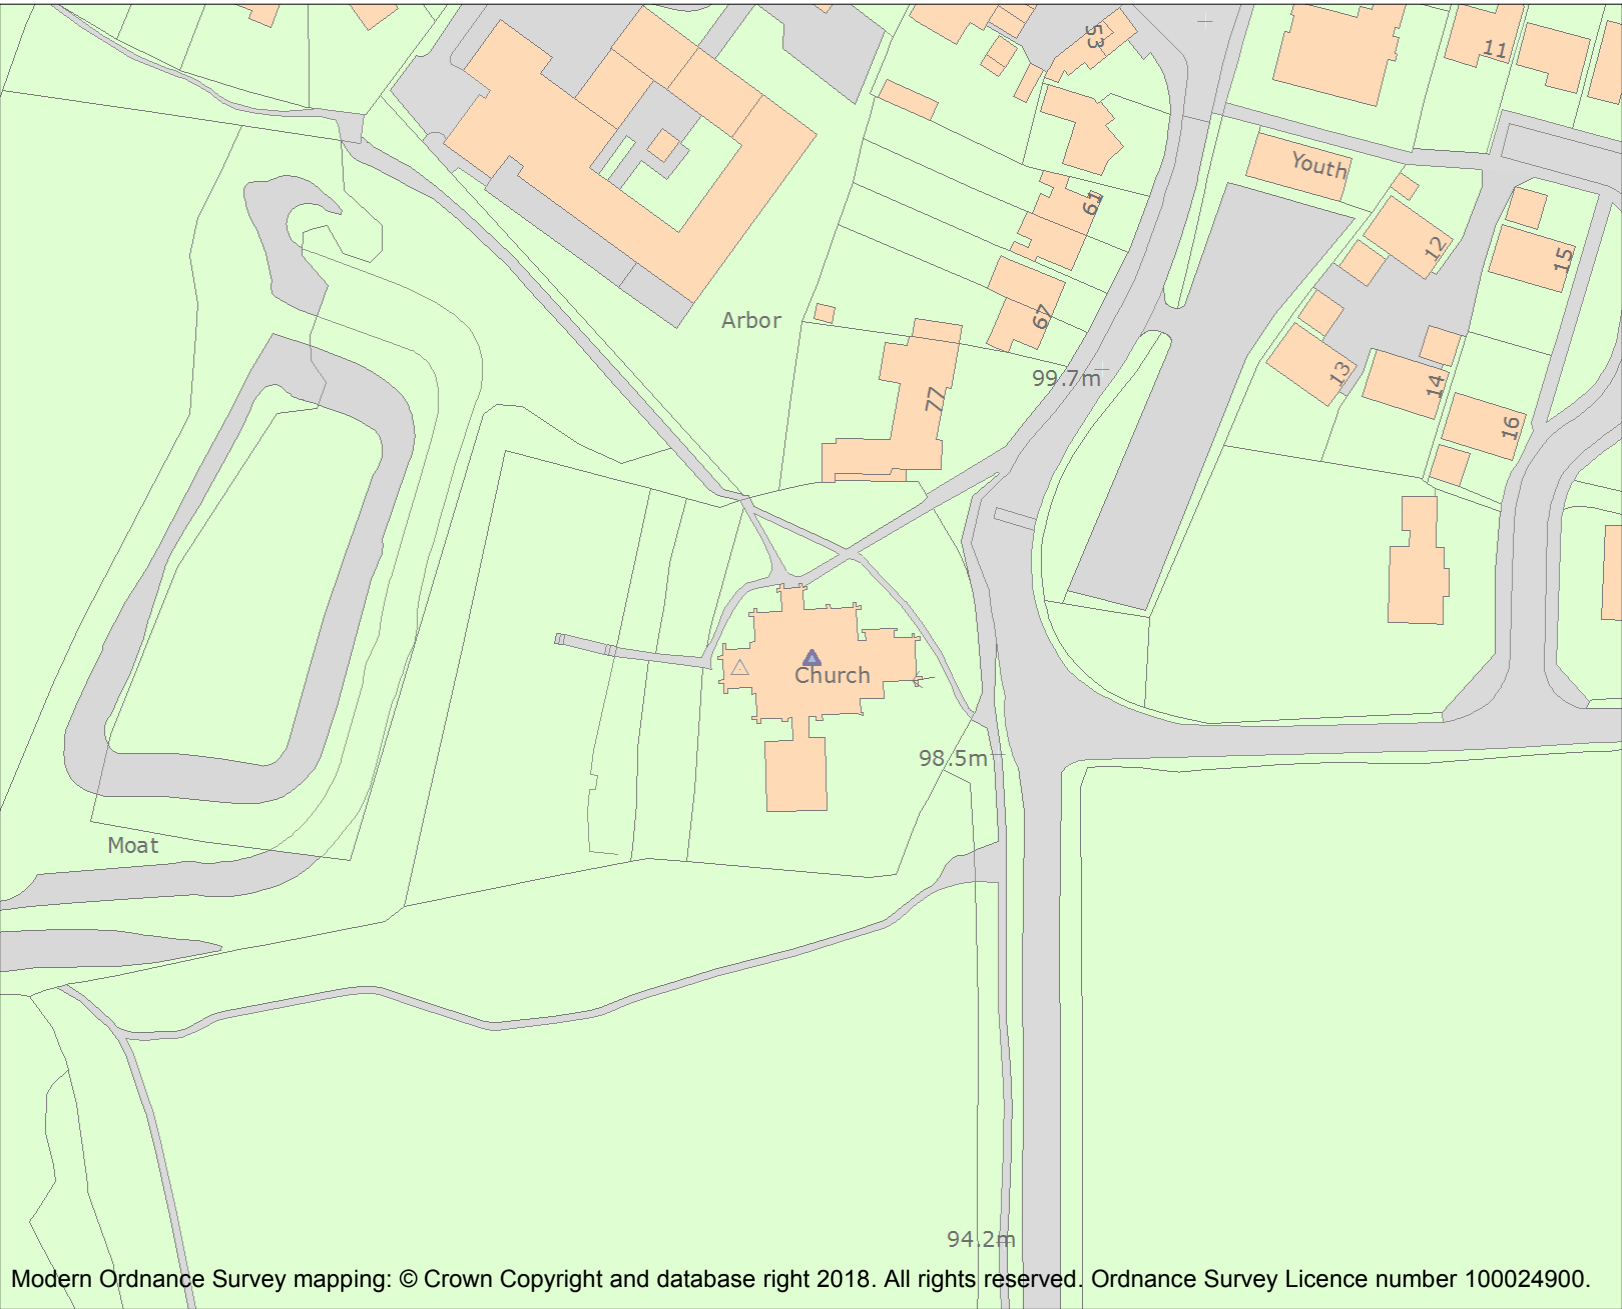 53
11
Youth
61
12
15
67
Arbor
99.7m
77
13
14
16
Church
98.5m
Moat
94.2m
Modern Ordnance Survey mapping: © Crown Copyright and database right 2018. All rights reserved. Ordnance Survey Licence number 100024900.